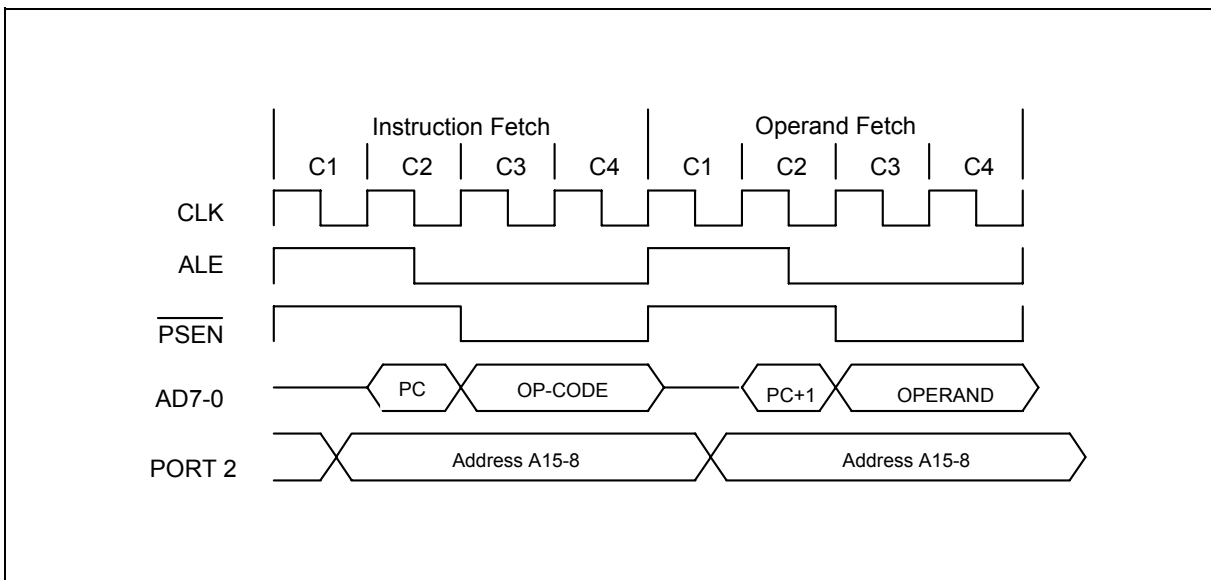 Instruction Fetch Operand Fetch
C1 C2 C3 C4 C1 C2 C3 C4
CLK
ALE
PSEN
AD7-0 PC OP-CODE PC+1 OPERAND
PORT 2 Address A15-8 Address A15-8